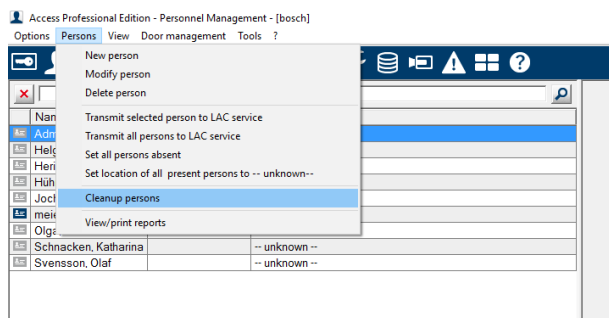 Access Professional Edition - Personnel Management - [bosch]
Options Persons View Door management Tools ?
New person
Modify person
Delete person
Transmit selected person to LAC service
Transmit all persons to LAC service
Set all persons absent
Set location of all present persons to -- unknown--
Cleanup persons
View/print reports
Nam
Adm
Helg
Heri
Hüh
Joch
meie
Olga
Schnacken, Katharina -- unknown --
Svensson, Olaf -- unknown --